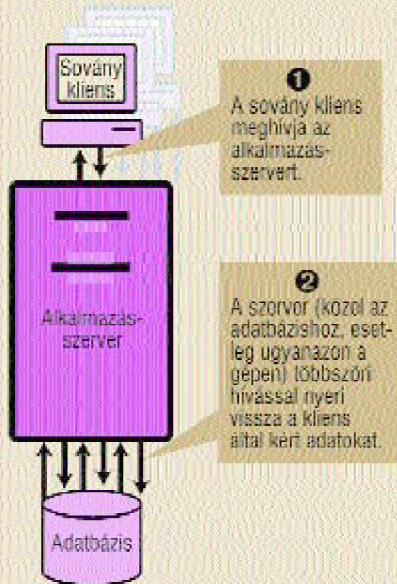 Sovány
kliens
❶
A sovány kliens
meghívja az
alkalmazás-
szervert.
Alkalmazás-
szerver
❷
A szerver (közel az
adatbázishoz, eset-
leg ugyanazon a
gépen) többszöri
hívással nyeri
vissza a kliens
által kért adatokat.
Adatbázis